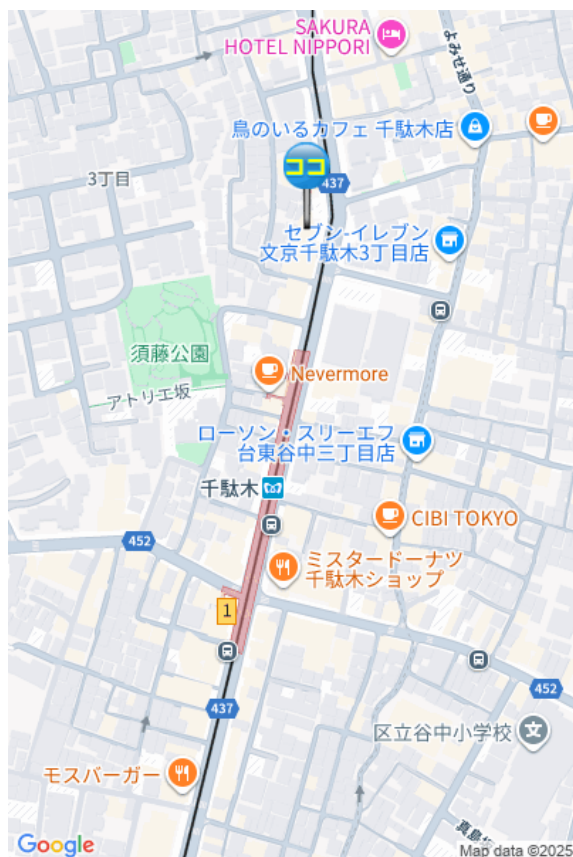 SAKURA
HOTEL NIPPORI
よみせ通り
鳥のいるカフェ 千駄木店
ココ
437
3丁目
セブン-イレブン
文京千駄木3丁目店
須藤公園
Nevermore
アトリエ坂
ローソン・スリーエフ
台東谷中三丁目店
千駄木
CIBI TOKYO
452
ミスタードーナツ
千駄木ショップ
1
452
437
区立谷中小学校
文
モスバーガー
真島
Google
Map data ©2025